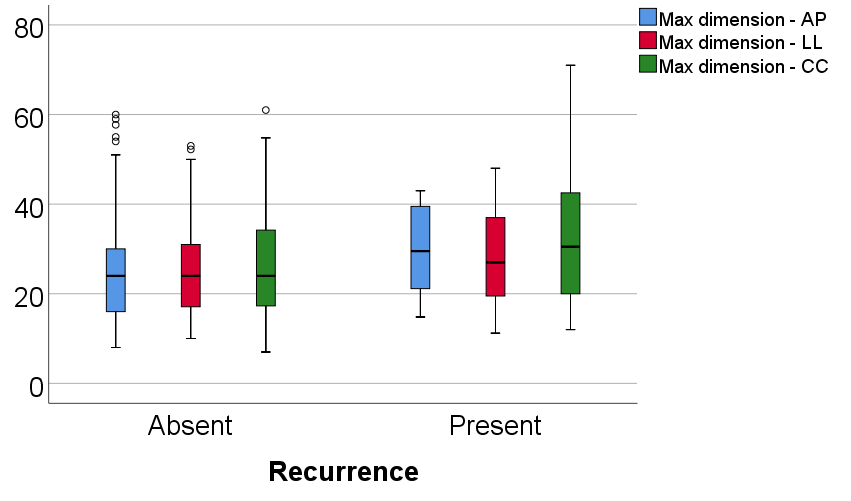 80
60
40
20
0
Absent
Present
Recurrence
Max dimension - AP
Max dimension - LL
Max dimension - CC